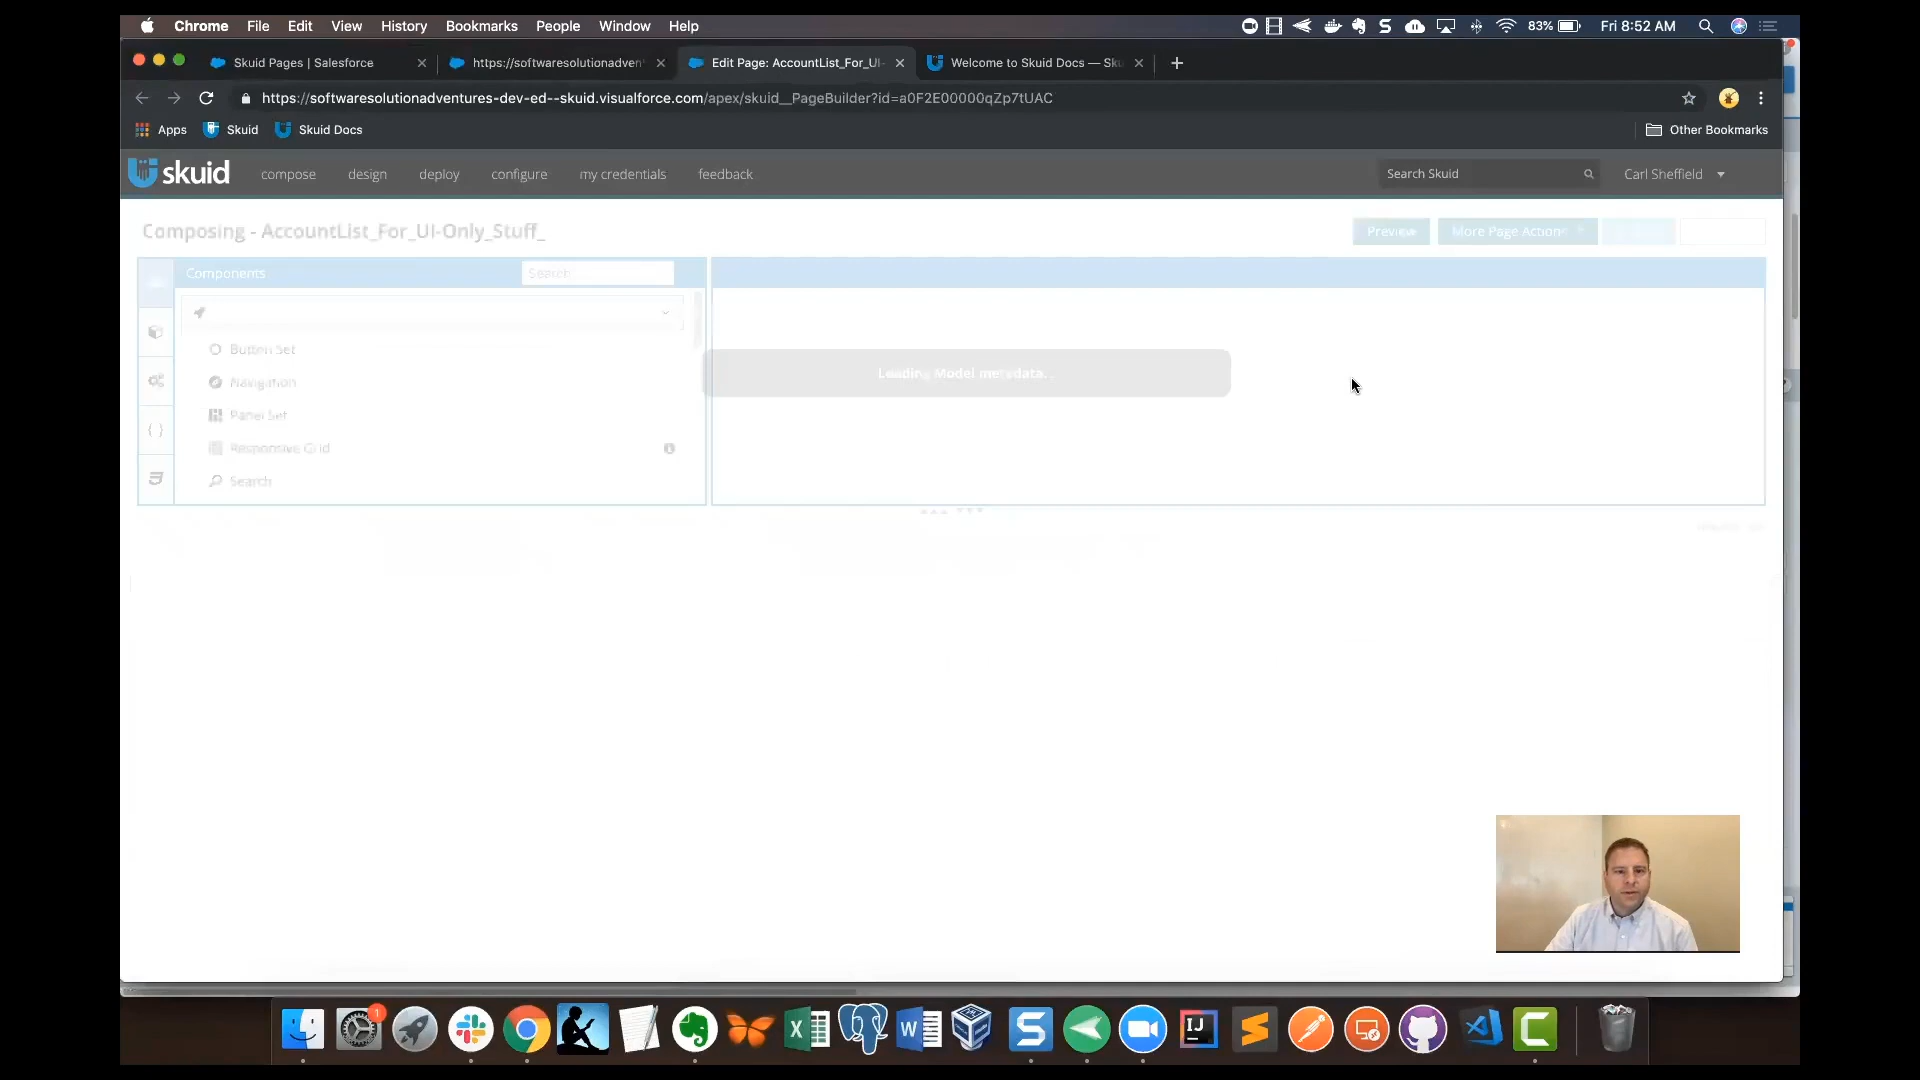 Chrome File Edit View History Bookmarks People Window Help 83% Fri 8:52 AM
Skuid Pages | Salesforce https://softwaresolutionadven Edit Page: AccountList_For_UI- Welcome to Skuid Docs — Sku
https://softwaresolutionadventures-dev-ed--skuid.visualforce.com/apex/skuid__PageBuilder?id=a0F2E00000qZp7tUAC
Apps Skuid Skuid Docs Other Bookmarks
skuid compose design deploy configure my credentials feedback Search Skuid Carl Sheffield
Composing - AccountList_For_UI-Only_Stuff_ Preview More Page Actions
Components Search
Button Set
Navigation
Loading Model metadata...
Panel Set
Responsive Grid
Search
1
X W S IJ S C